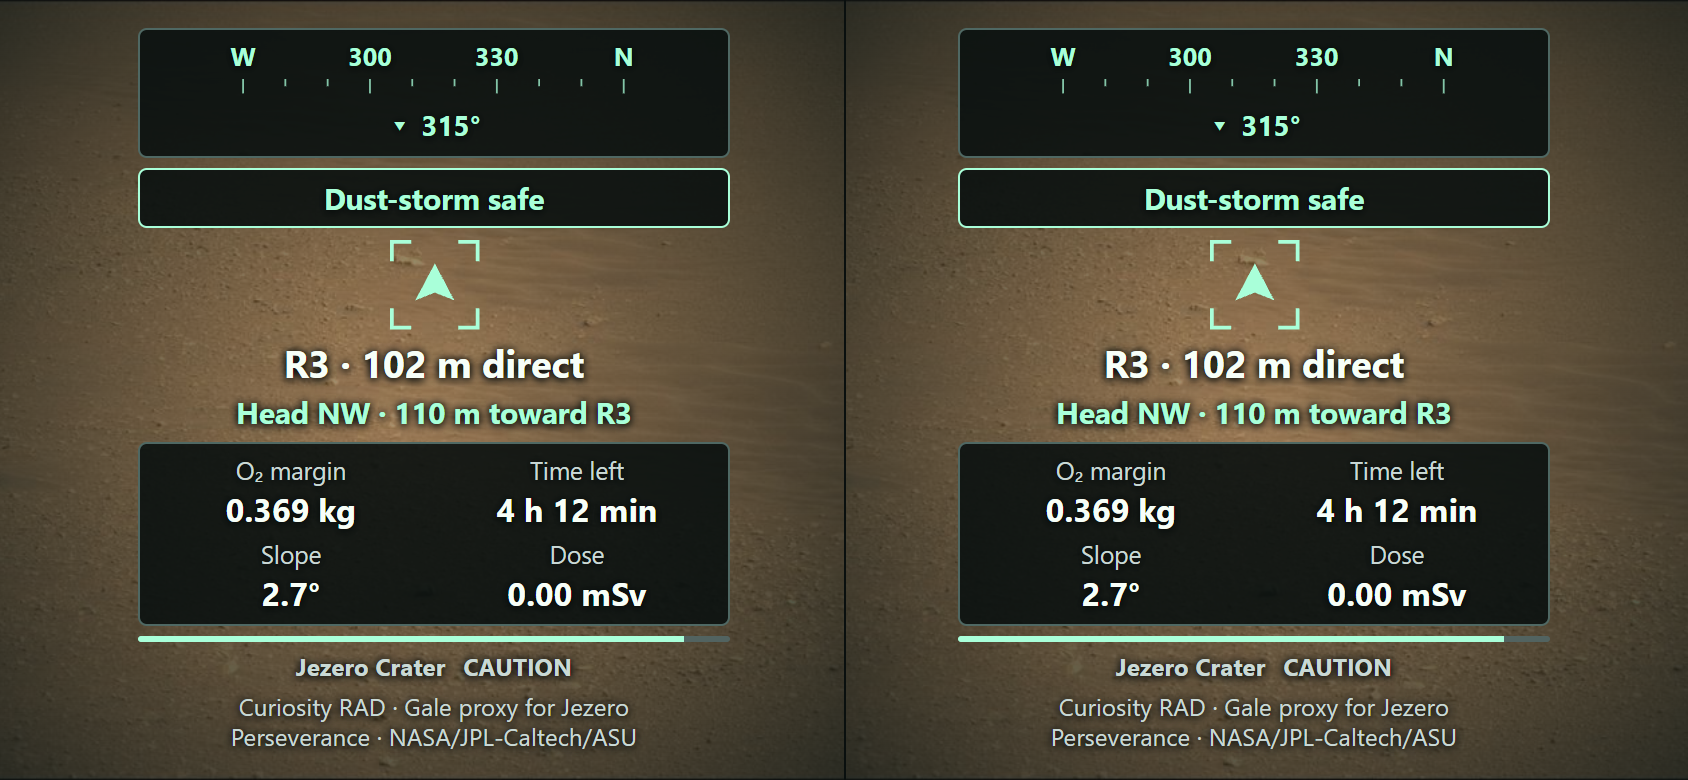 W 300 330 N
▼ 315°
Dust-storm safe
R3 · 102 m direct
Head NW · 110 m toward R3
O₂ margin Time left
0.369 kg 4 h 12 min
Slope Dose
2.7° 0.00 mSv
Jezero Crater CAUTION
Curiosity RAD · Gale proxy for Jezero
Perseverance · NASA/JPL-Caltech/ASU
W 300 330 N
▼ 315°
Dust-storm safe
R3 · 102 m direct
Head NW · 110 m toward R3
O₂ margin Time left
0.369 kg 4 h 12 min
Slope Dose
2.7° 0.00 mSv
Jezero Crater CAUTION
Curiosity RAD · Gale proxy for Jezero
Perseverance · NASA/JPL-Caltech/ASU